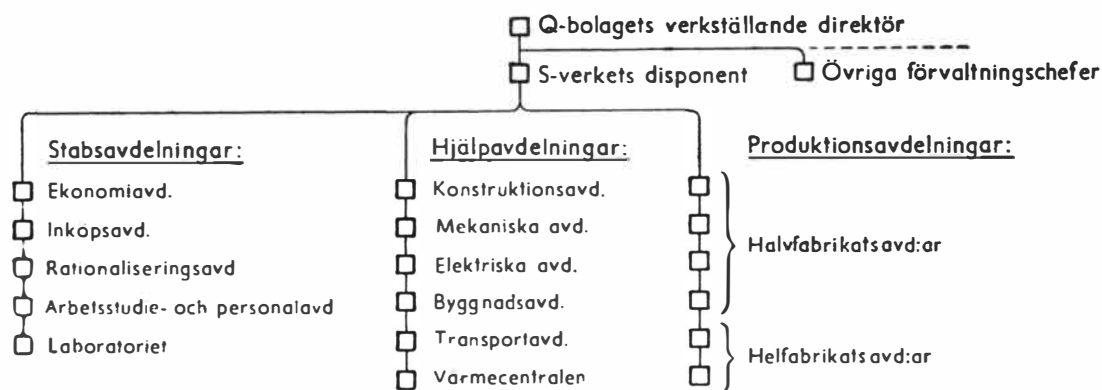 Q-bolagets verkställande direktör
S-verkets disponent
Övriga förvaltningschefer
Stabsavdelningar:
Ekonomiavd.
Inköpsavd.
Rationaliseringsavd
Arbetsstudie- och personalavd
Laboratoriet
Hjälpavdelningar:
Konstruktionsavd.
Mekaniska avd.
Elektriska avd.
Byggnadsavd.
Transportavd.
Värmecentralen
Produktionsavdelningar:
Halvfabrikatsavd:ar
Helfabrikatsavd:ar